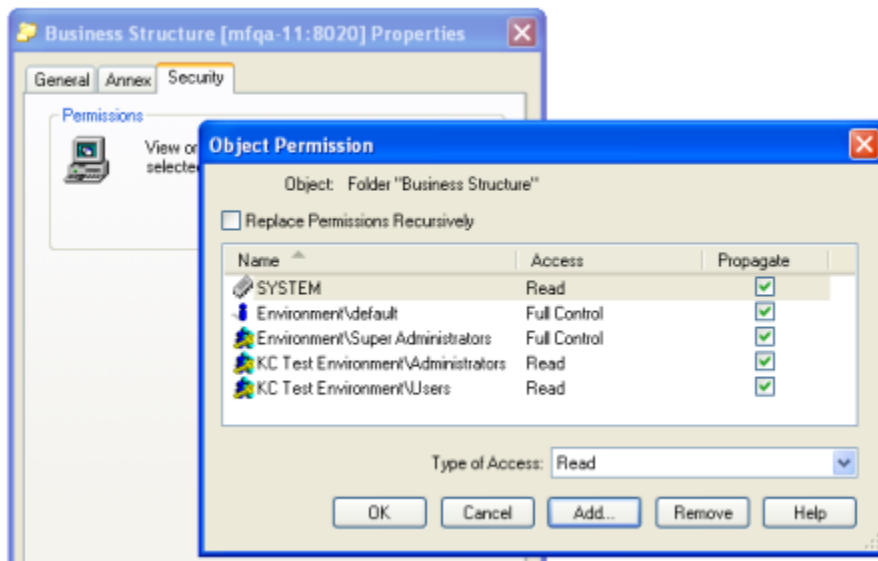 Business Structure [mfqa-11:8020] Properties
General Annex Security
Permissions
View or
selected
Object Permission
Object: Folder "Business Structure"
Replace Permissions Recursively
Name Access Propagate
SYSTEM Read
Environment\default Full Control
Environment\Super Administrators Full Control
KC Test Environment\Administrators Read
KC Test Environment\Users Read
Type of Access: Read
OK Cancel Add... Remove Help